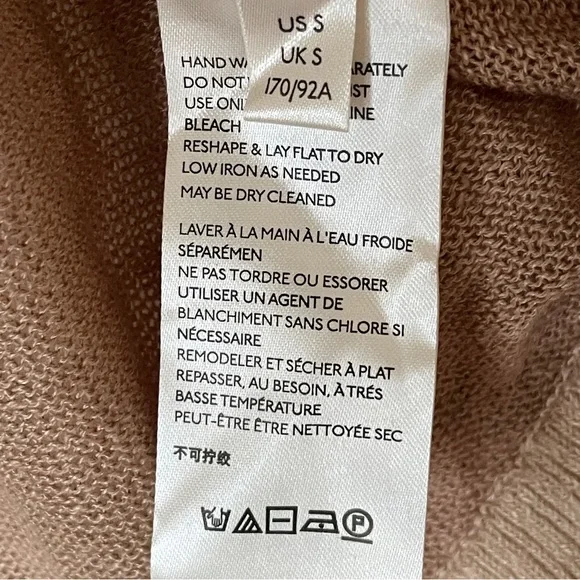 US S
UK S
170/92A
HAND RATELY
DO NOT IST
USE INE
BLEACH
RESHAPE & LAY FLAT TO DRY
LOW IRON AS NEEDED
MAY BE DRY CLEANED
LAVER À LA MAIN À L'EAU FROIDE
SÉPARÉMEN
NE PAS TORDRE OU ESSORER
UTILISER UN AGENT DE
BLANCHIMENT SANS CHLORE SI
NÉCESSAIRE
REMODELER ET SÉCHER À PLAT
REPASSER, AU BESOIN, À TRÉS
BASSE TEMPÉRATURE
PEUT-ÊTRE ÊTRE NETTOYÉE SEC
不可拧绞
P